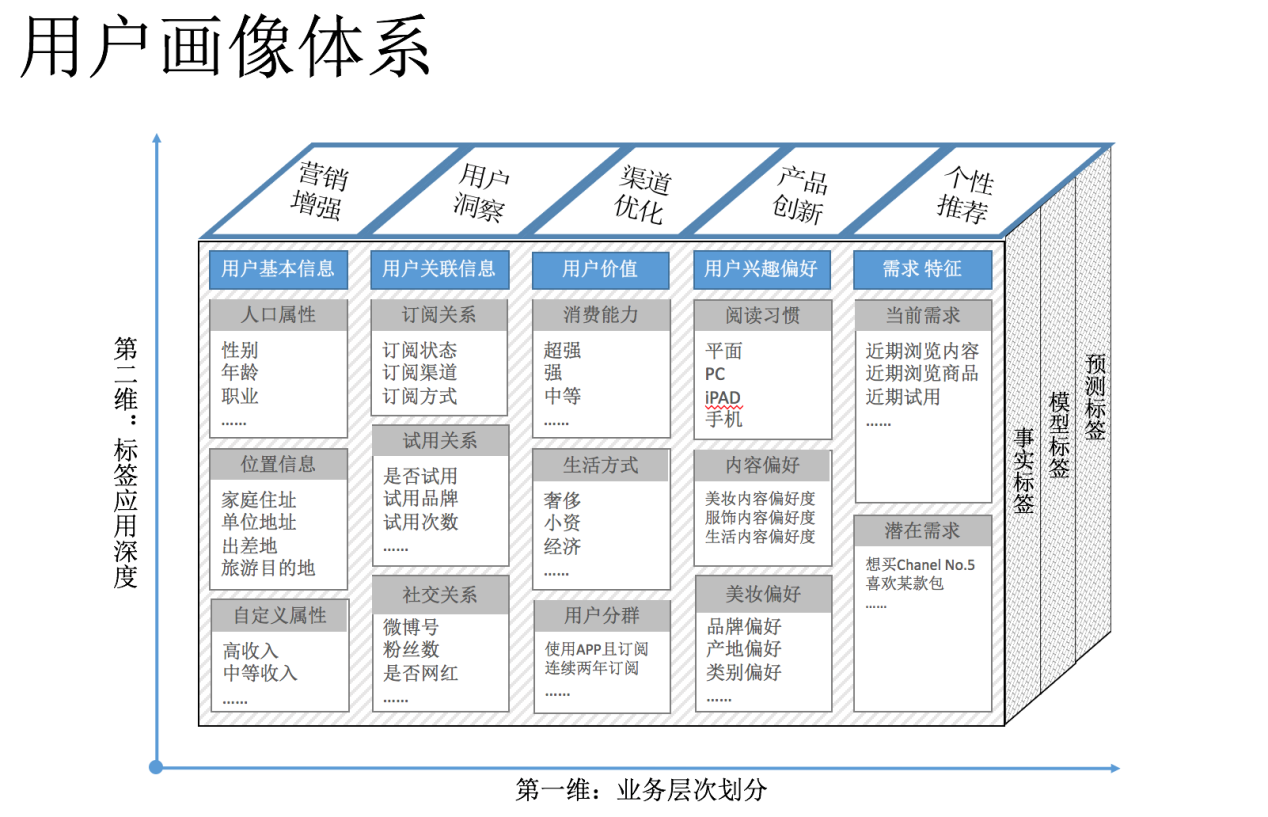 用户画像体系
营销
增强
用户
洞察
渠道
优化
产品
创新
个性
推荐
用户基本信息
人口属性
性别
年龄
职业
......
位置信息
家庭住址
单位地址
出差地
旅游目的地
自定义属性
高收入
中等收入
......
用户关联信息
订阅关系
订阅状态
订阅渠道
订阅方式
试用关系
是否试用
试用品牌
试用次数
......
社交关系
微博号
粉丝数
是否网红
......
用户价值
消费能力
超强
强
中等
......
生活方式
奢侈
小资
经济
......
用户分群
使用APP且订阅
连续两年订阅
......
用户兴趣偏好
阅读习惯
平面
PC
iPAD
手机
内容偏好
美妆内容偏好度
服饰内容偏好度
生活内容偏好度
美妆偏好
品牌偏好
产地偏好
类别偏好
......
需求 特征
当前需求
近期浏览内容
近期浏览商品
近期试用
......
潜在需求
想买Chanel No.5
喜欢某款包
......
事实标签
模型标签
预测标签
第二维：标签应用深度
第一维：业务层次划分